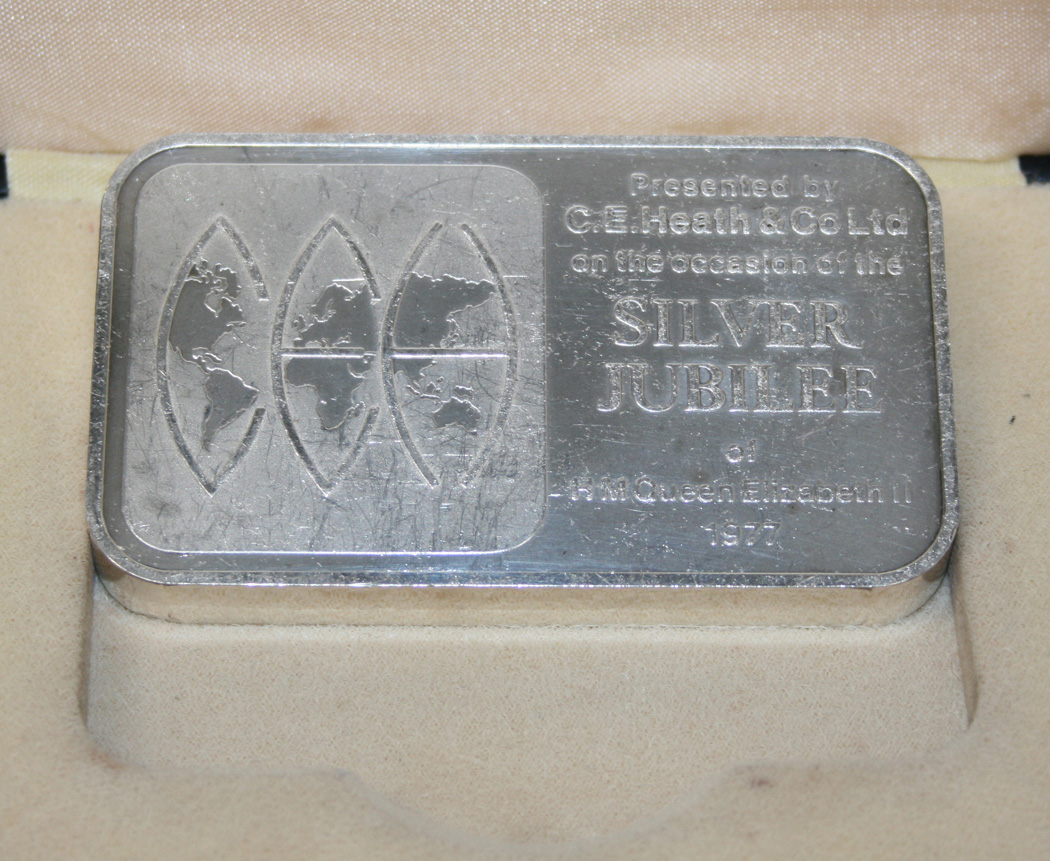 Presented by
C.E.Heath & Co Ltd
on the occasion of the
SILVER
JUBILEE
of
H M Queen Elizabeth II
1977